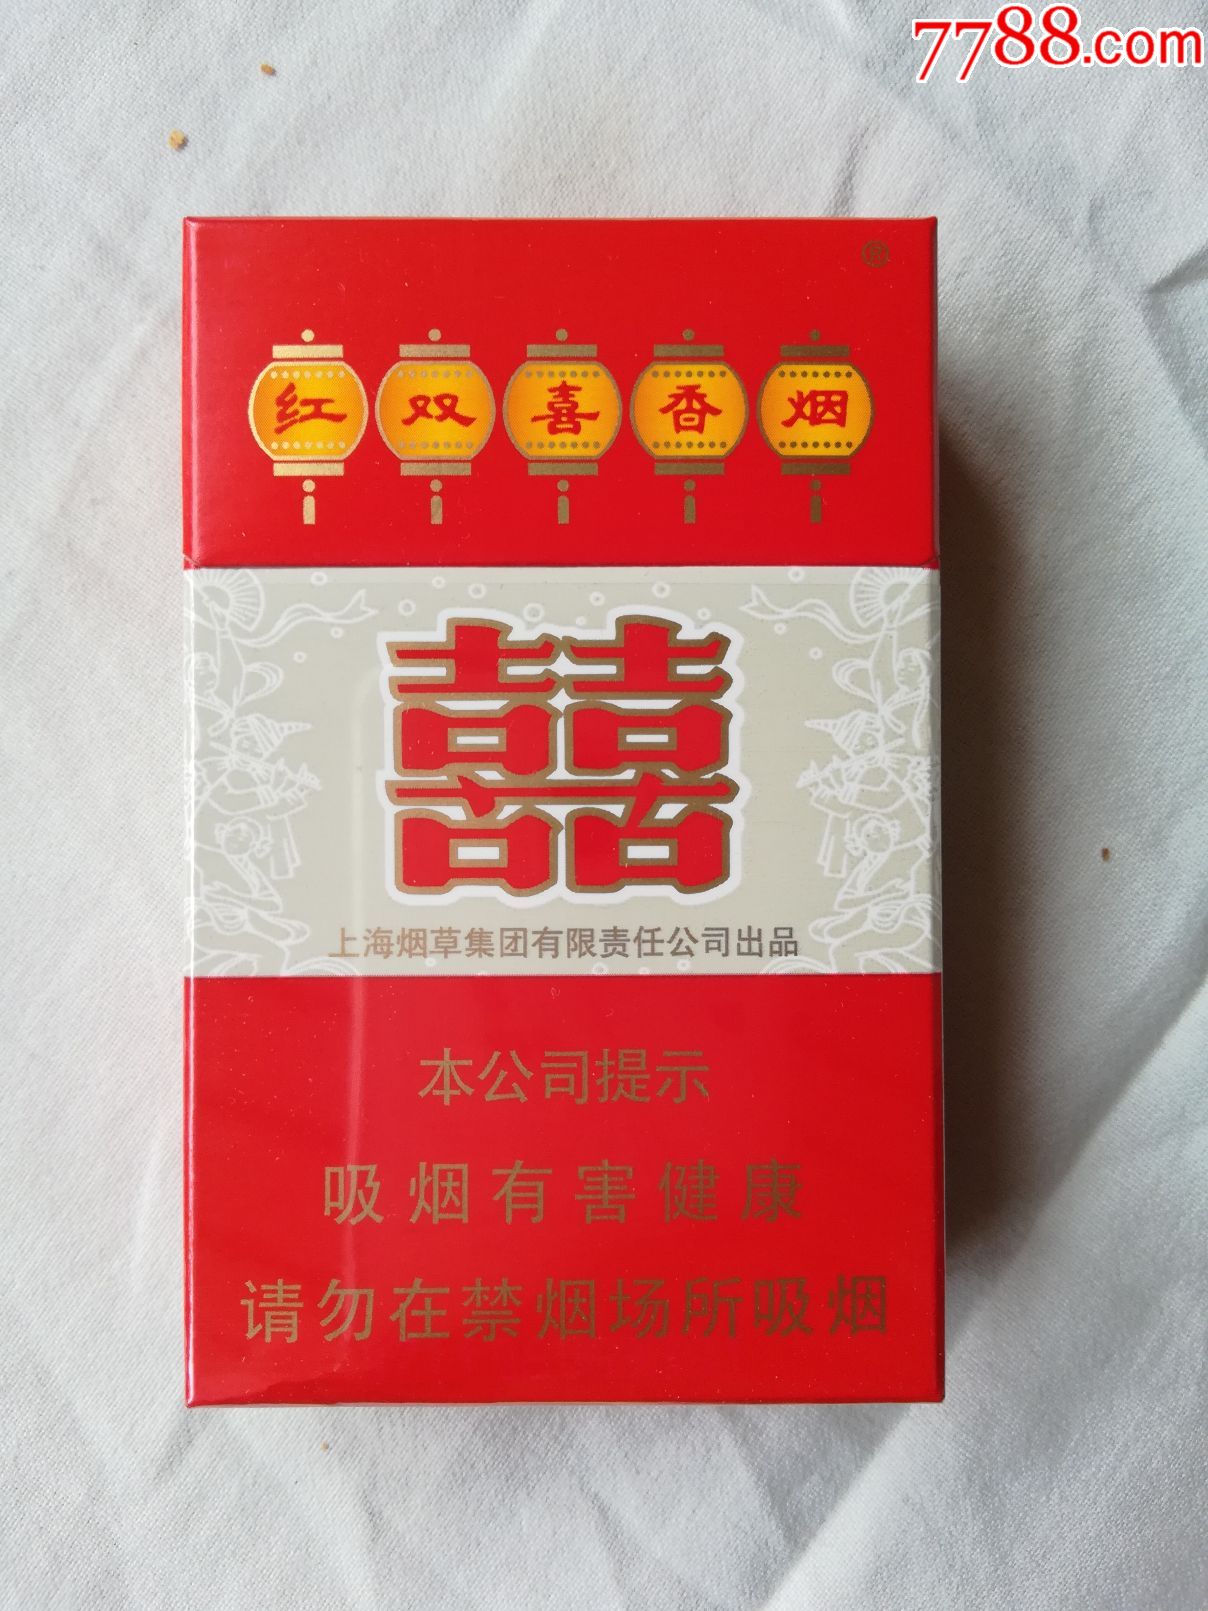 7788.com
®
红双喜香烟
囍
上海烟草集团有限责任公司出品
本公司提示
吸烟有害健康
请勿在禁烟场所吸烟